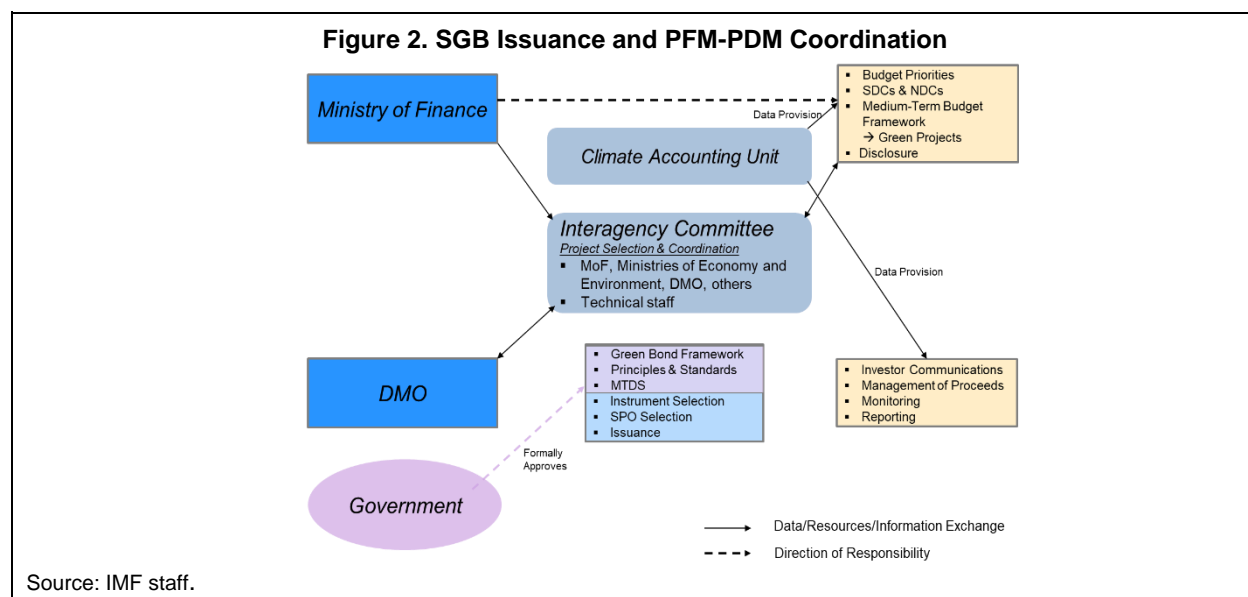 Figure 2. SGB Issuance and PFM-PDM Coordination
Ministry of Finance
Data Provision
▪ Budget Priorities
▪ SDCs & NDCs
▪ Medium-Term Budget
Framework
→ Green Projects
▪ Disclosure
Climate Accounting Unit
Interagency Committee
Project Selection & Coordination
▪ MoF, Ministries of Economy and
Environment, DMO, others
▪ Technical staff
Data Provision
DMO
▪ Green Bond Framework
▪ Principles & Standards
▪ MTDS
▪ Instrument Selection
▪ SPO Selection
▪ Issuance
▪ Investor Communications
▪ Management of Proceeds
▪ Monitoring
▪ Reporting
Formally
Approves
Government
Data/Resources/Information Exchange
Direction of Responsibility
Source: IMF staff.